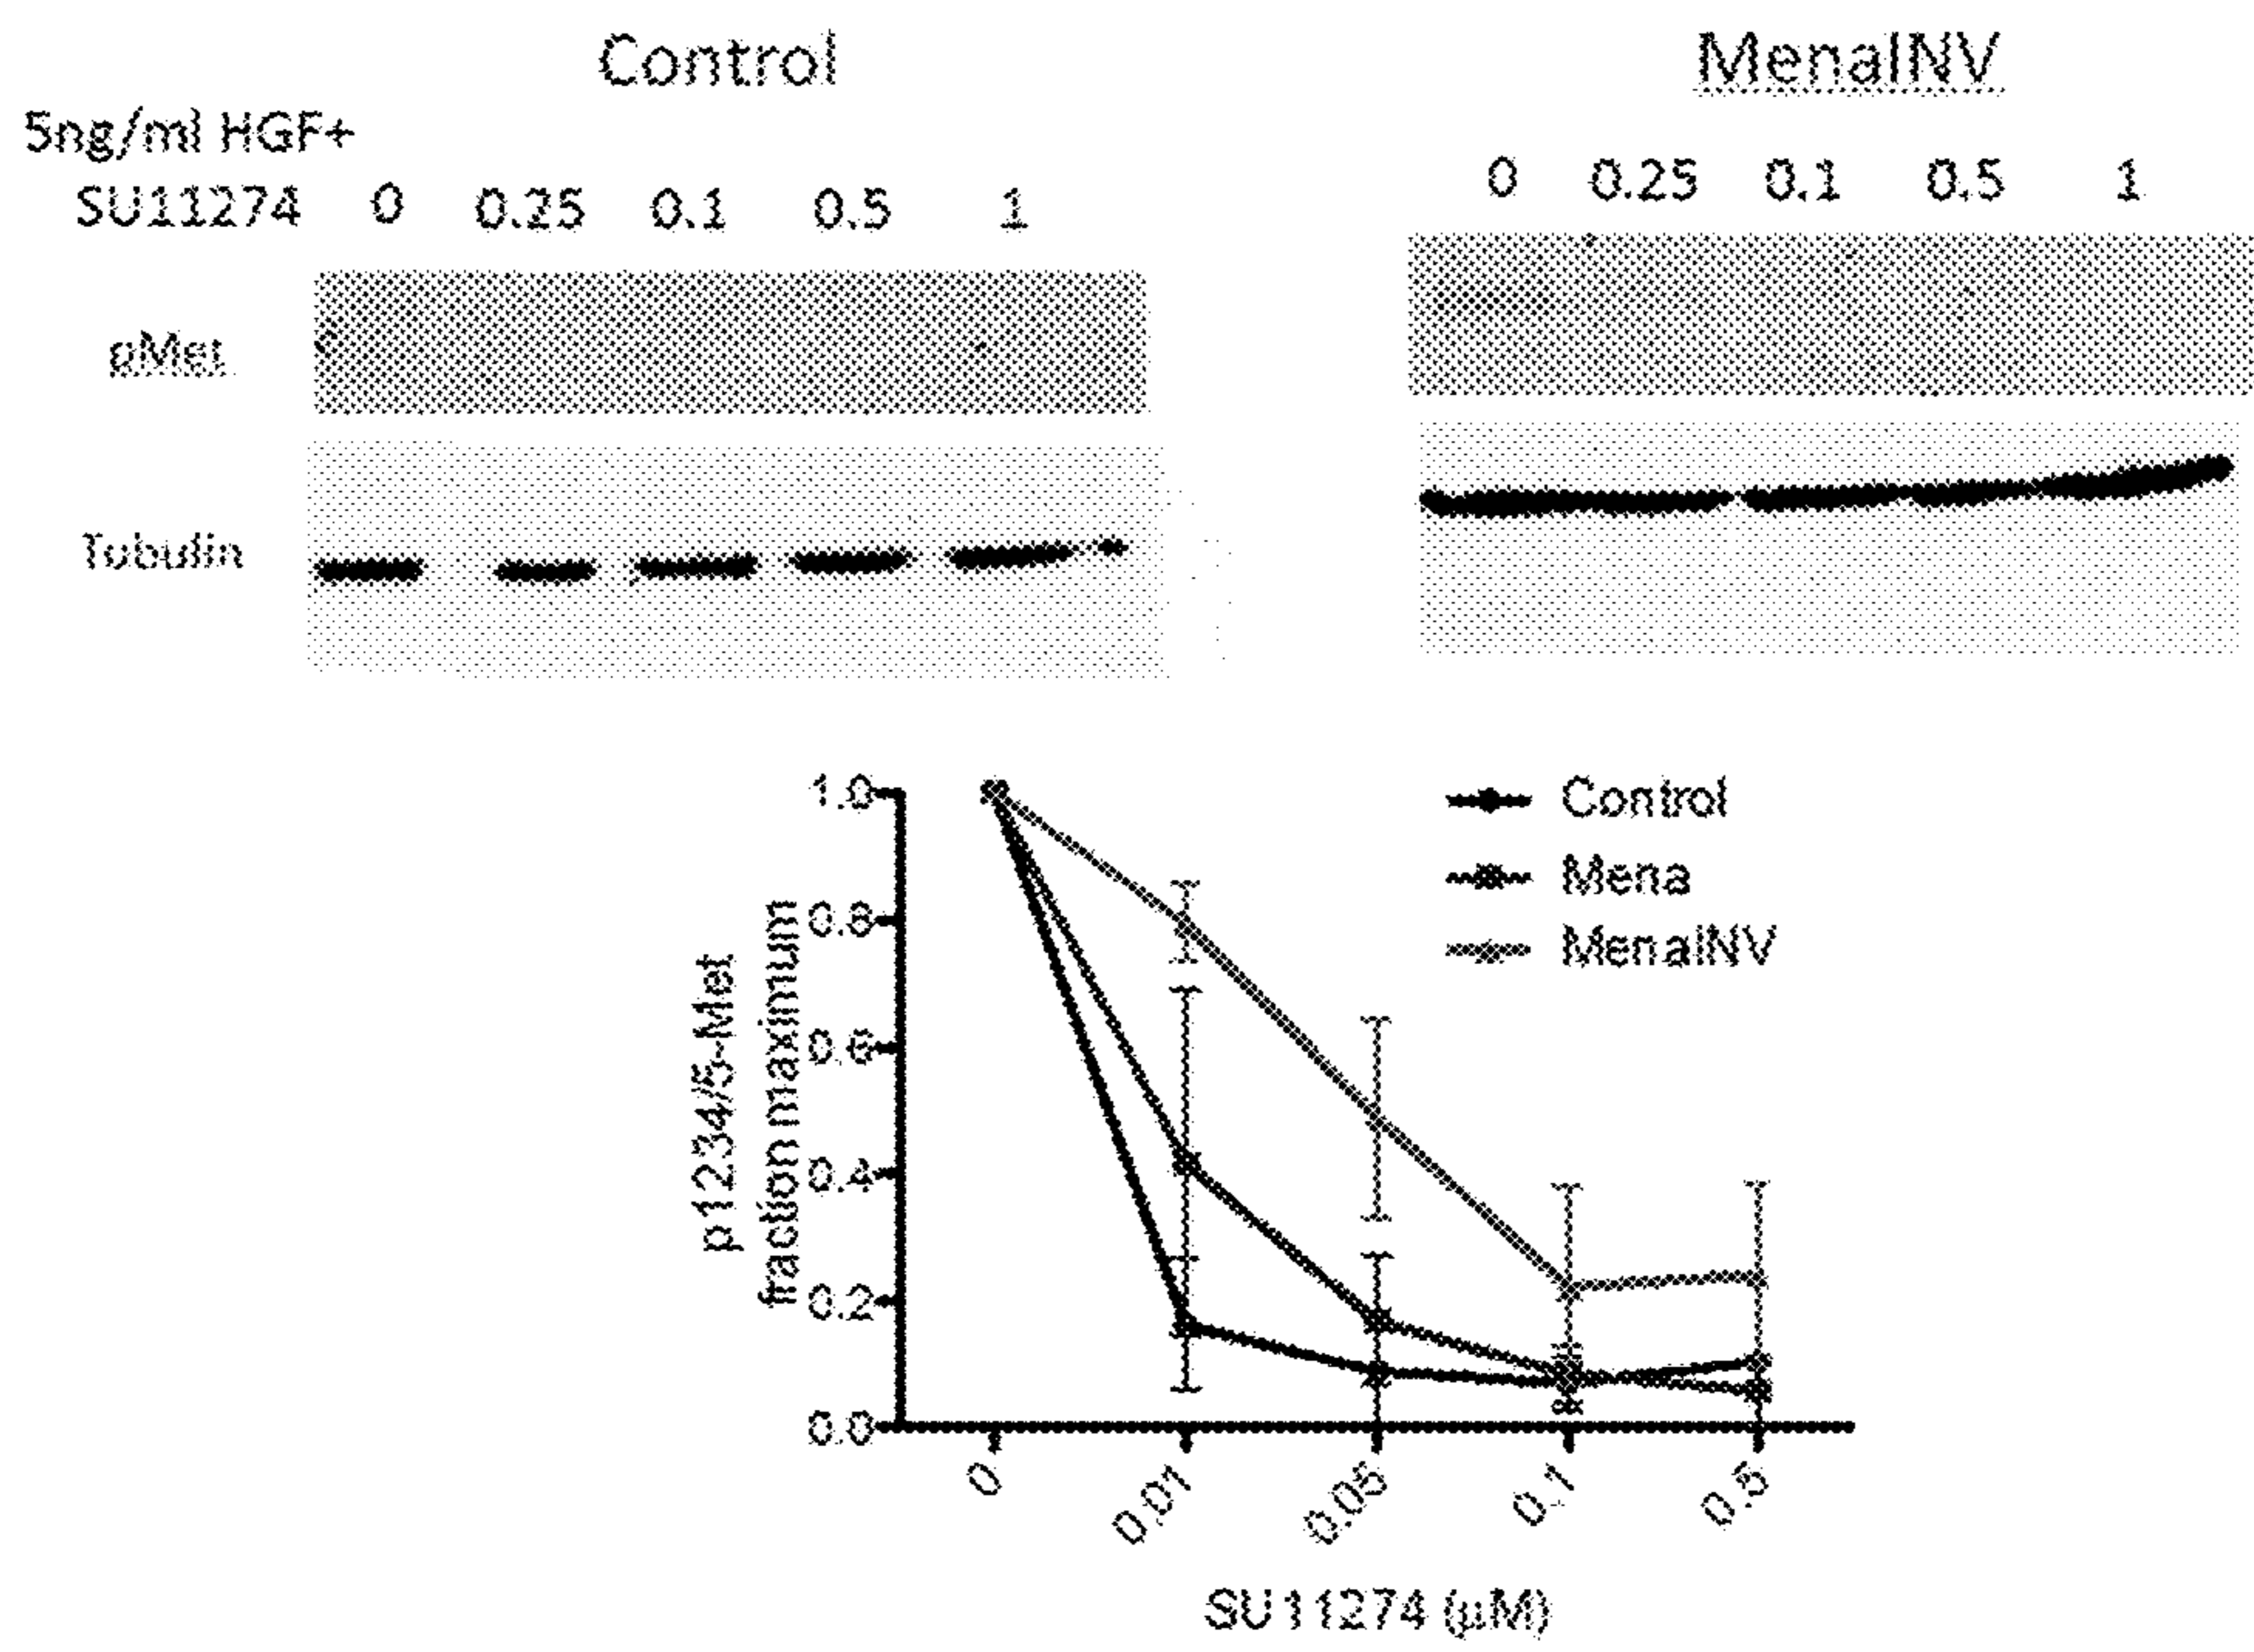 Control
MenaINV
5ng/ml HGF+
SU11274 0 0.25 0.1 0.5 1
0 0.25 0.1 0.5 1
pMet
Tubulin
1.0
0.8
0.6
0.4
0.2
0.0
p1234/5-Met
fraction maximum
Control
Mena
MenaINV
0 0.01 0.05 0.1 0.5
SU11274 (µM)